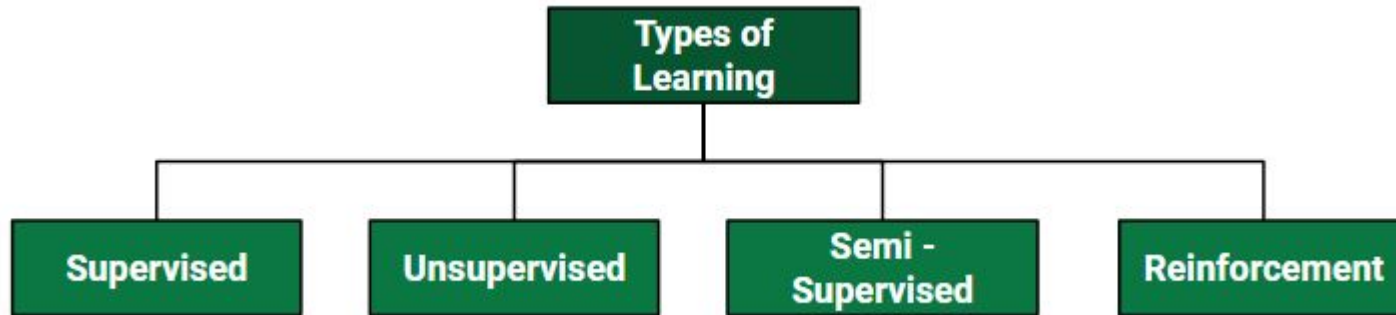 Types of
Learning
Supervised
Unsupervised
Semi -
Supervised
Reinforcement